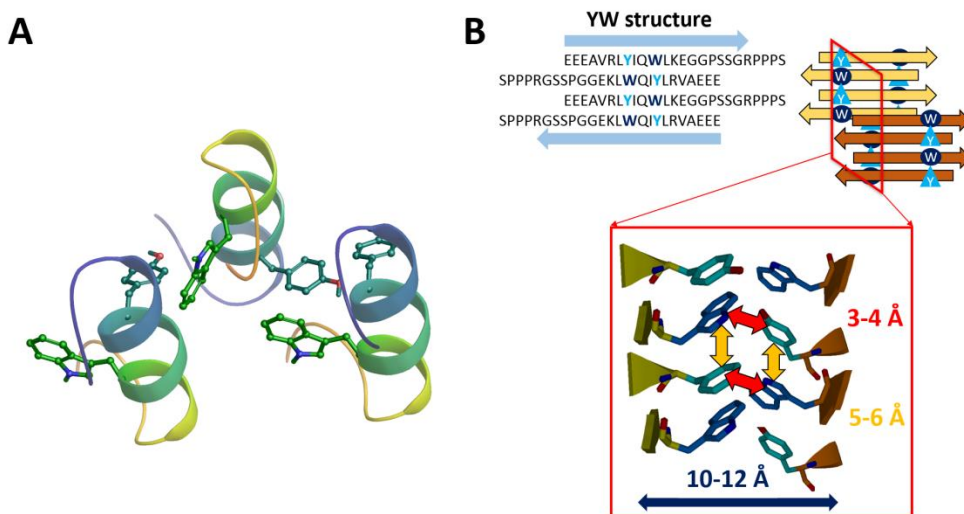 A
B
YW structure
EEEAVRLYIQWLKEGGPSSGRPPPS
SPPPRGSSPGGEKLWQIYLRVAEEE
EEEAVRLYIQWLKEGGPSSGRPPPS
SPPPRGSSPGGEKLWQIYLRVAEEE
Y
W
Y
W
W
Y
W
Y
3-4 Å
5-6 Å
10-12 Å